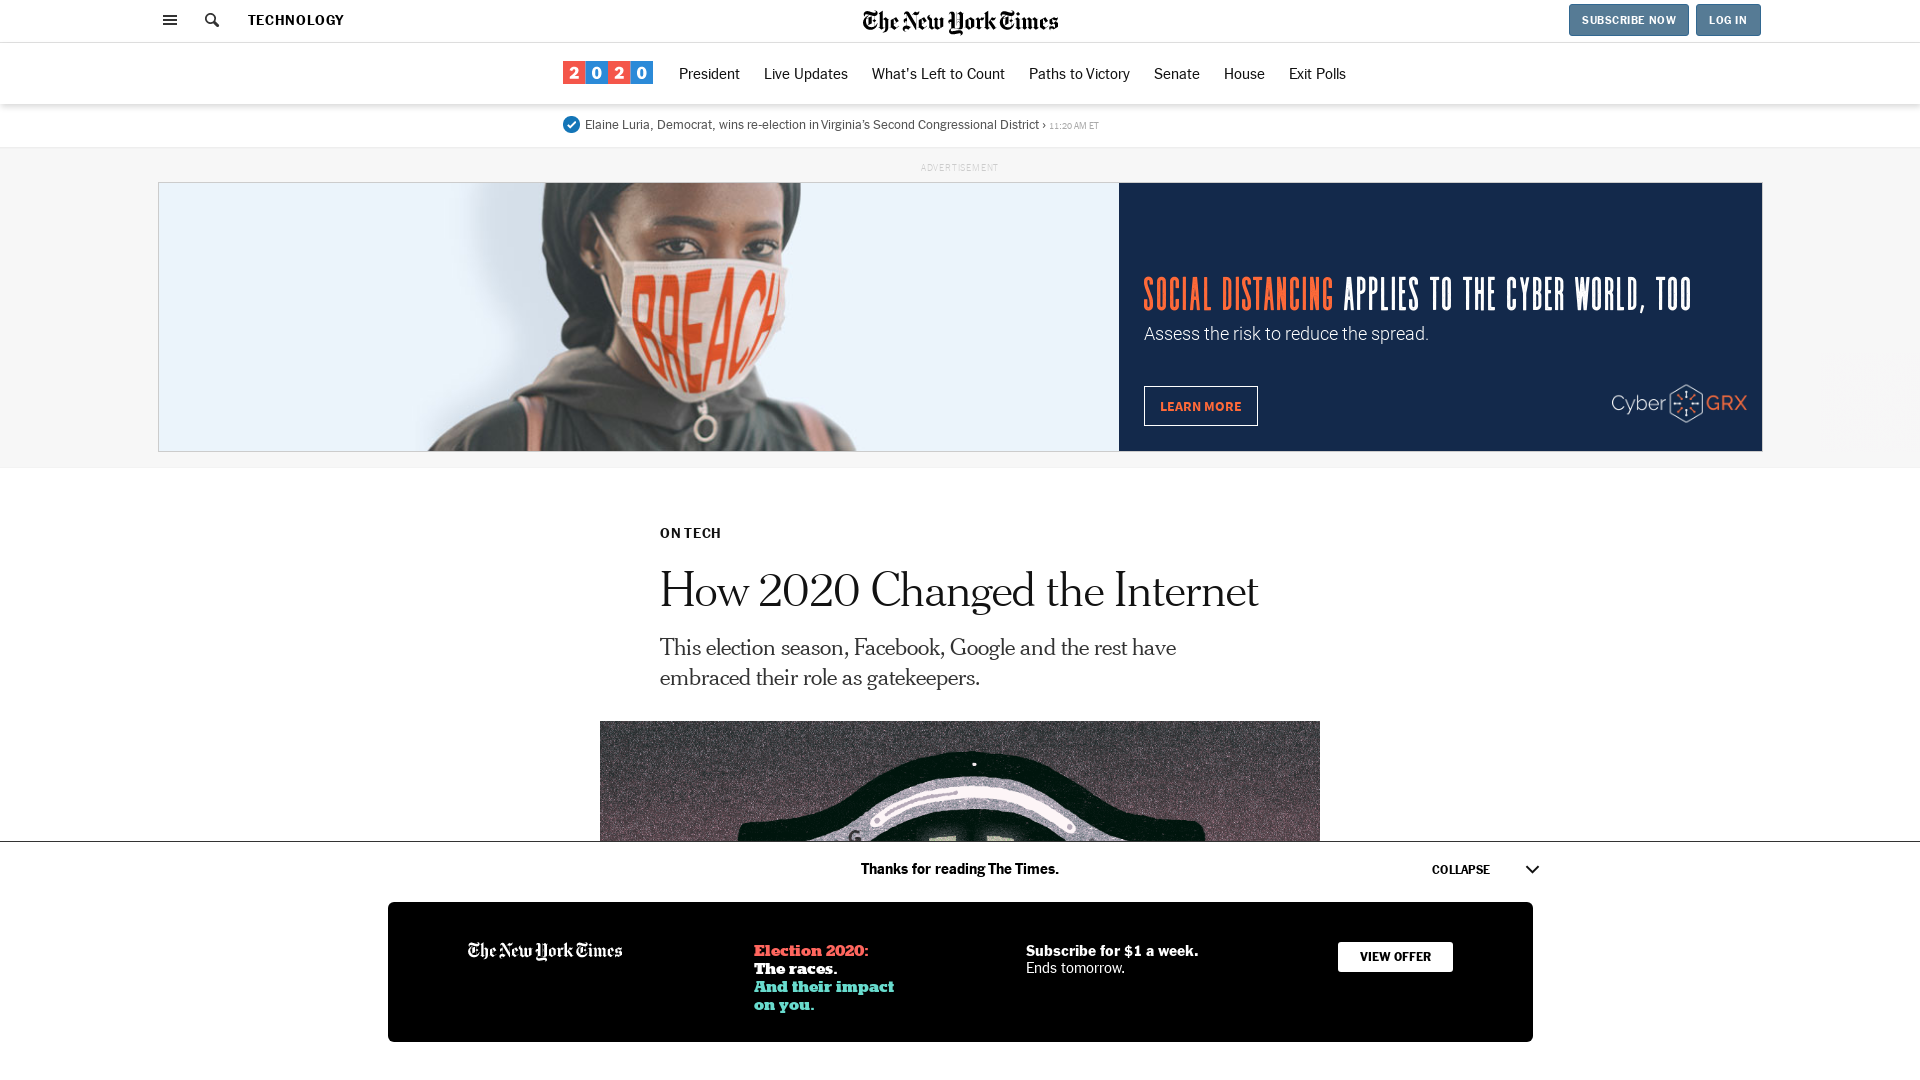 TECHNOLOGY
The New York Times
SUBSCRIBE NOW
LOG IN
2020
President
Live Updates
What's Left to Count
Paths to Victory
Senate
House
Exit Polls
Elaine Luria, Democrat, wins re-election in Virginia's Second Congressional District › 11:20 AM ET
ADVERTISEMENT
BREACH
SOCIAL DISTANCING APPLIES TO THE CYBER WORLD, TOO
Assess the risk to reduce the spread.
LEARN MORE
CyberGRX
ON TECH
How 2020 Changed the Internet
This election season, Facebook, Google and the rest have
embraced their role as gatekeepers.
G
Thanks for reading The Times.
COLLAPSE
The New York Times
Election 2020:
The races.
And their impact
on you.
Subscribe for $1 a week.
Ends tomorrow.
VIEW OFFER